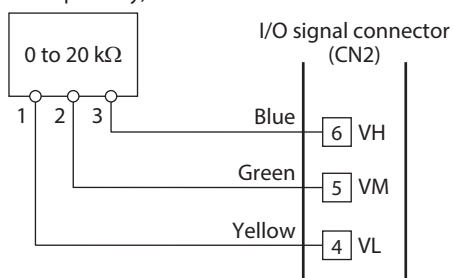 I/O signal connector
(CN2)
0 to 20 kΩ
1 2 3
Blue
6 VH
Green
5 VM
Yellow
4 VL